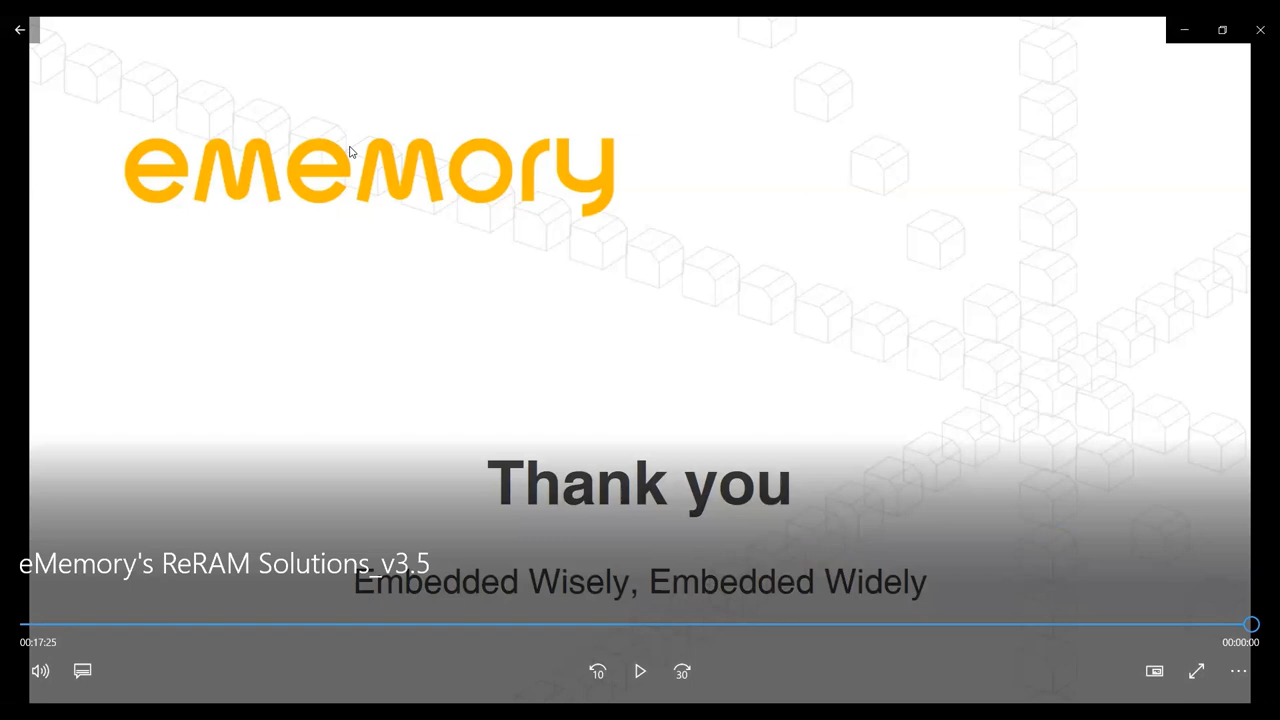 eMemory
Thank you
eMemory's ReRAM Solutions_v3.5
Embedded Wisely, Embedded Widely
00:17:25
00:00:00
10
30